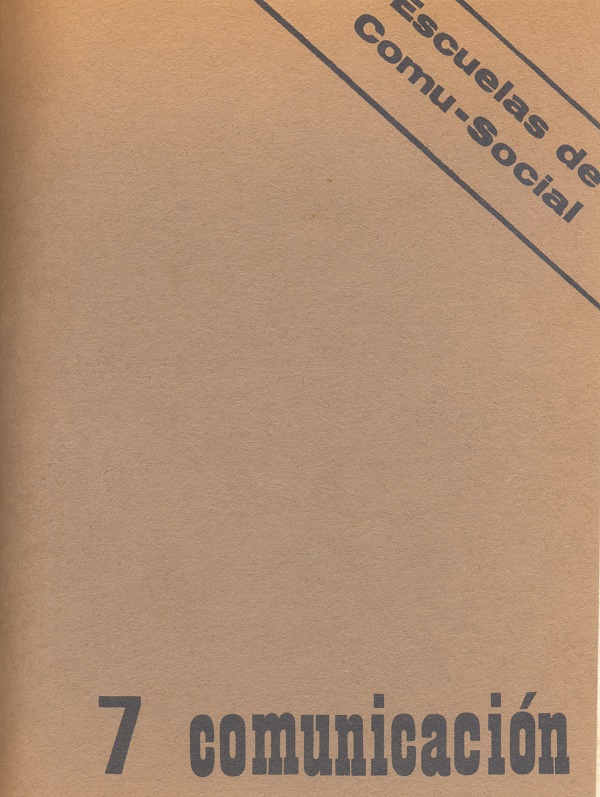 Escuelas de
Comu-Social
7 comunicación